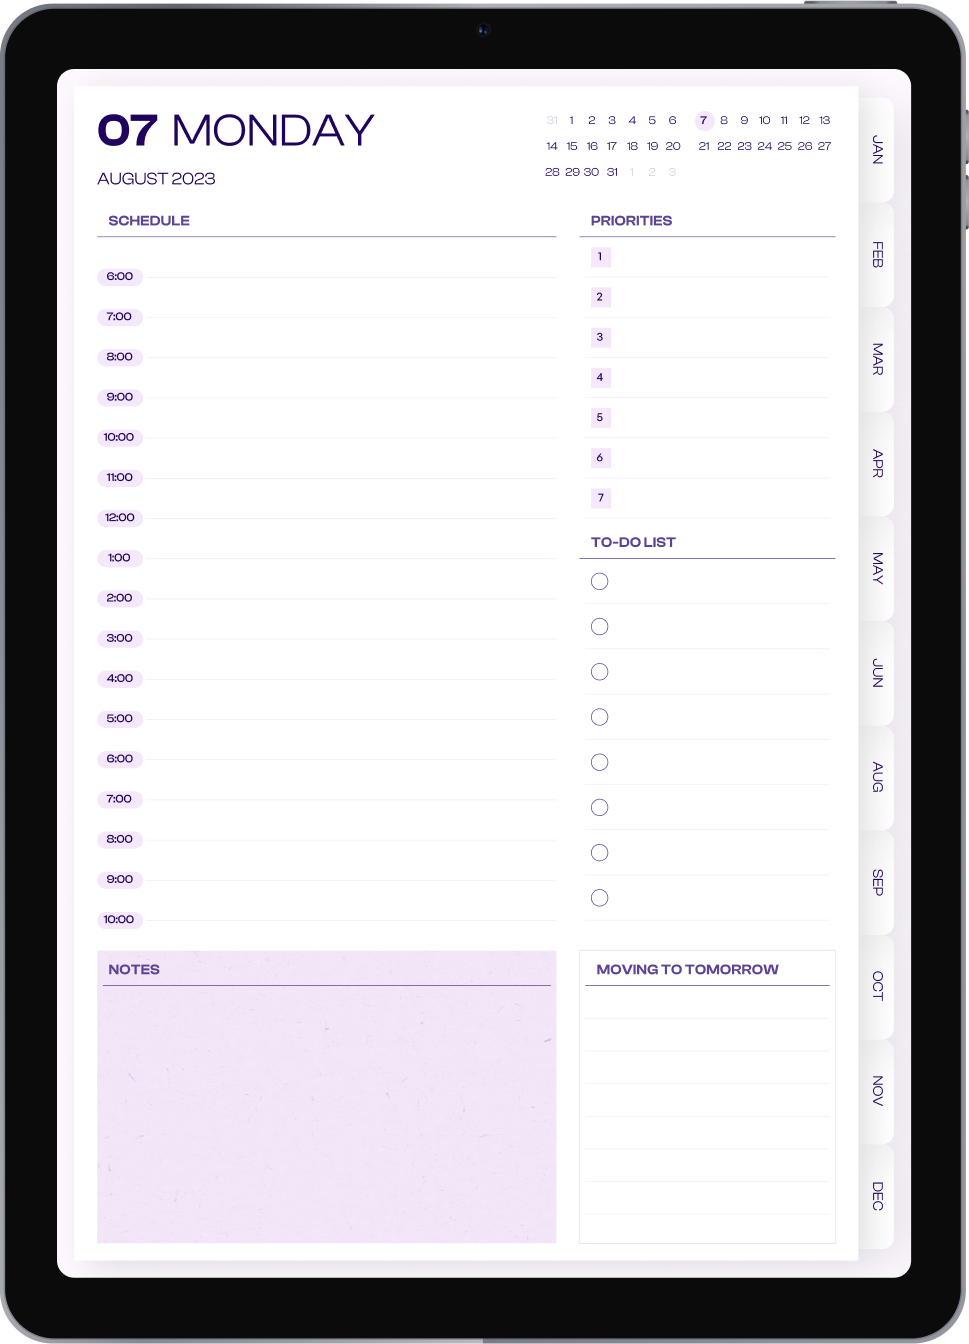 07 MONDAY
AUGUST 2023
31 1 2 3 4 5 6 7 8 9 10 11 12 13
14 15 16 17 18 19 20 21 22 23 24 25 26 27
28 29 30 31 1 2 3
SCHEDULE
6:00
7:00
8:00
9:00
10:00
11:00
12:00
1:00
2:00
3:00
4:00
5:00
6:00
7:00
8:00
9:00
10:00
PRIORITIES
1
2
3
4
5
6
7
TO-DO LIST
NOTES
MOVING TO TOMORROW
JAN
FEB
MAR
APR
MAY
JUN
AUG
SEP
OCT
NOV
DEC